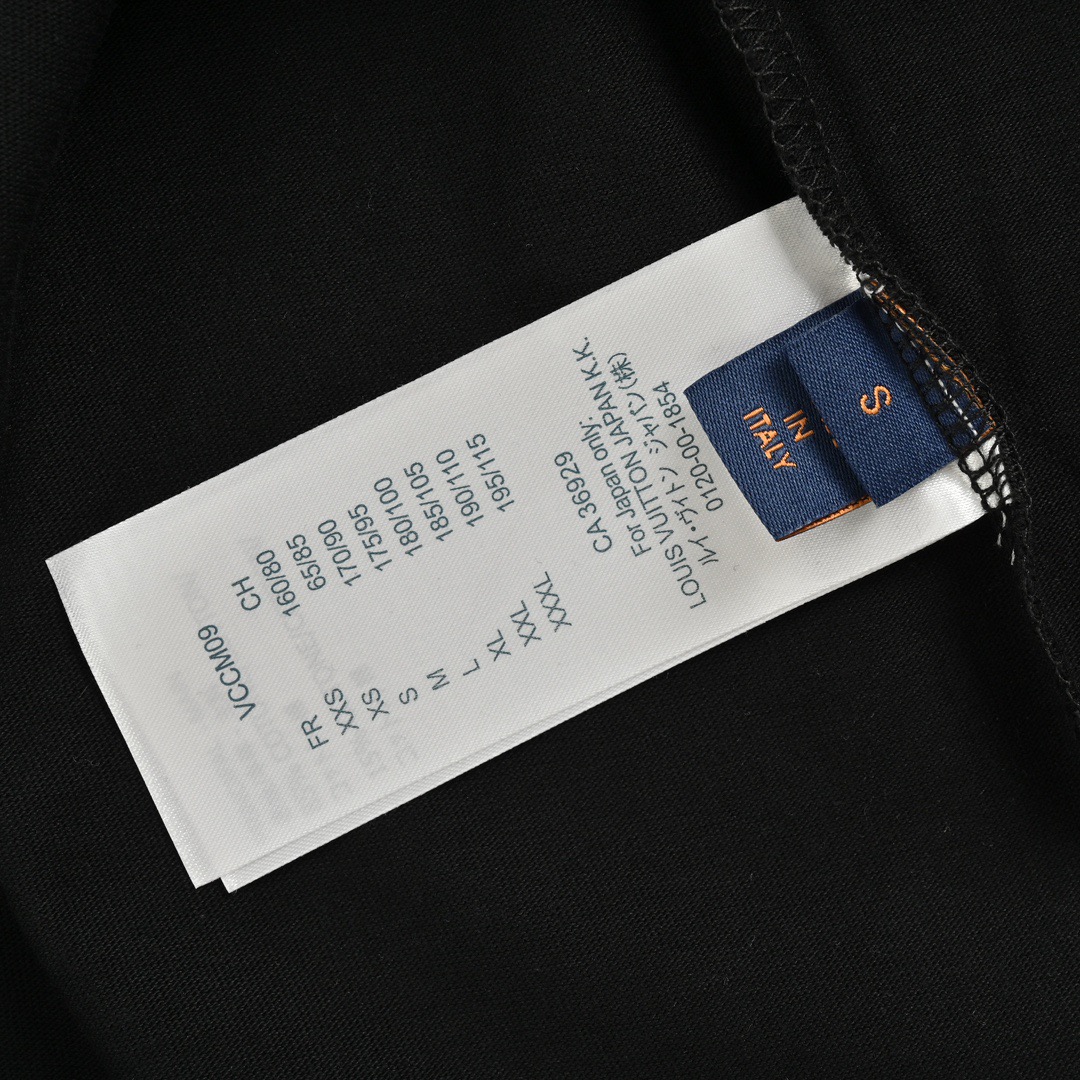 VCCM09
FR CH
XXS 160/80
XS 65/85
S 170/90
M 175/95
L 180/100
XL 185/105
XXL 190/110
XXXL 195/115
CA 36929
For Japan only.
LOUIS VUITTON JAPAN K.K.
ルイ・ヴィトン ジャパン(株)
0120-00-1854
IN
ITALY
S